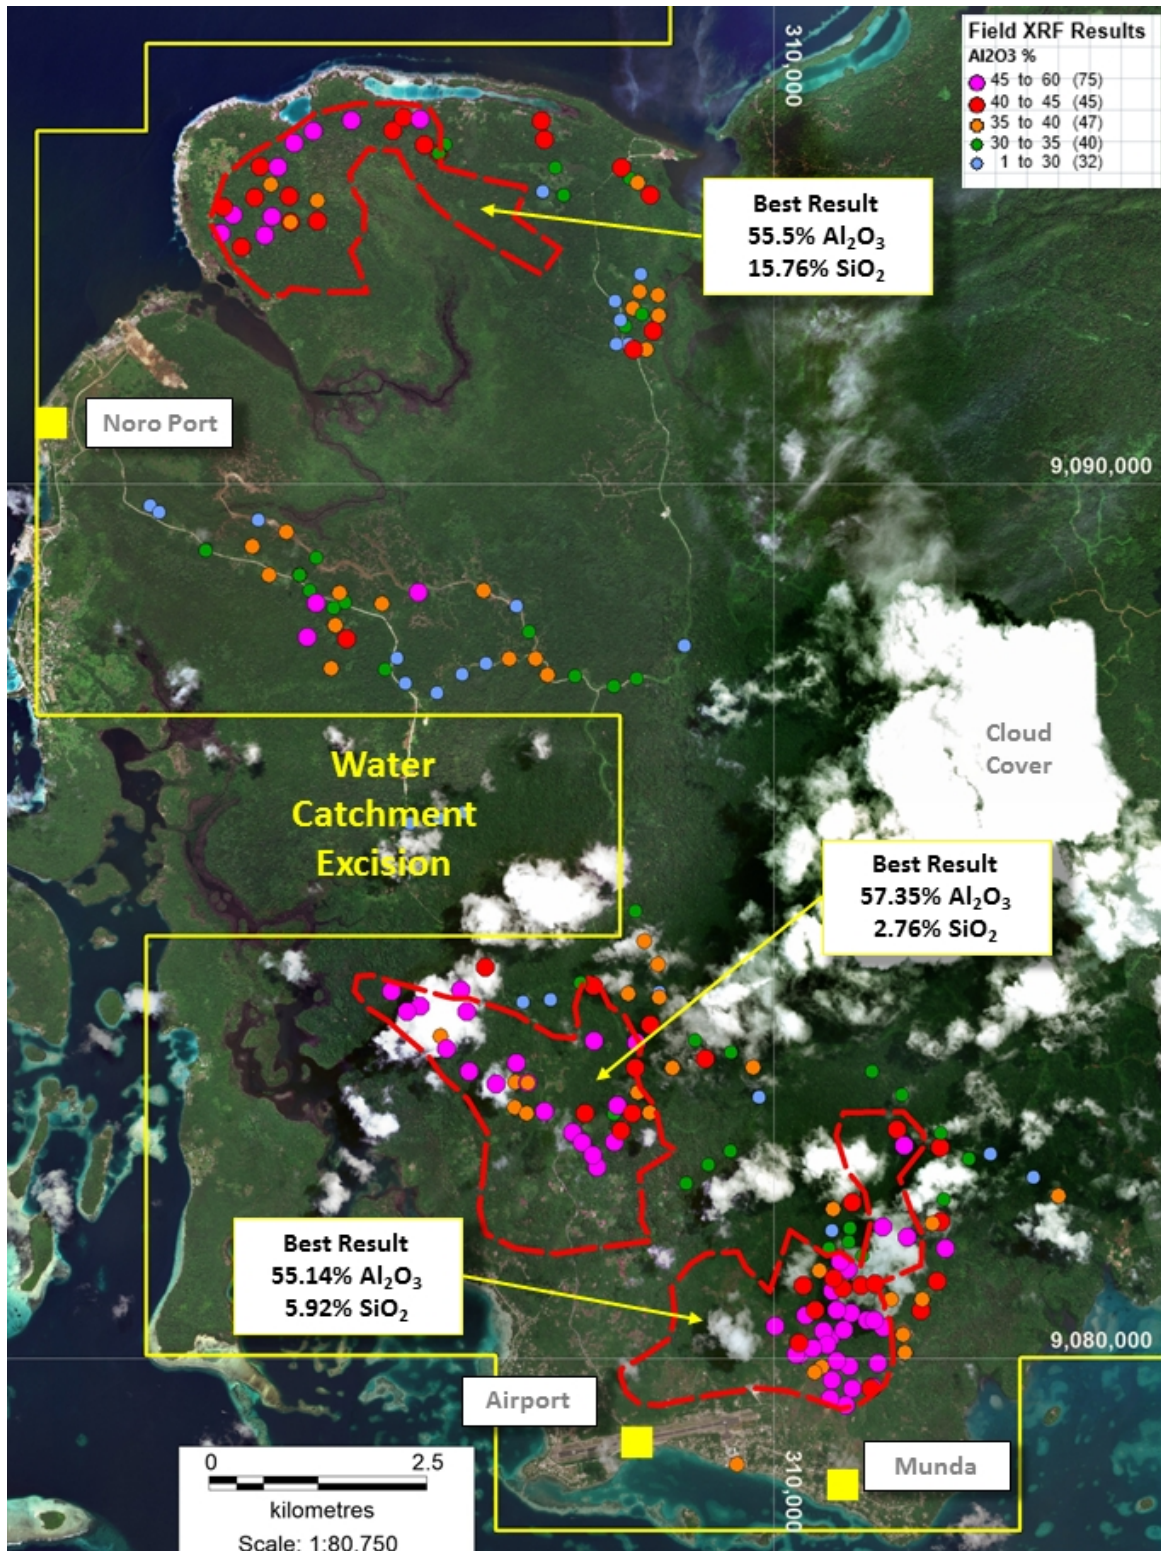 310,000
Field XRF Results
Al2O3 %
45 to 60 (75)
40 to 45 (45)
35 to 40 (47)
30 to 35 (40)
1 to 30 (32)
Best Result
55.5% Al₂O₃
15.76% SiO₂
Noro Port
9,090,000
Cloud
Cover
Water
Catchment
Excision
Best Result
57.35% Al₂O₃
2.76% SiO₂
Best Result
55.14% Al₂O₃
5.92% SiO₂
9,080,000
Airport
Munda
310,000
0 2.5
kilometres
Scale: 1:80,750